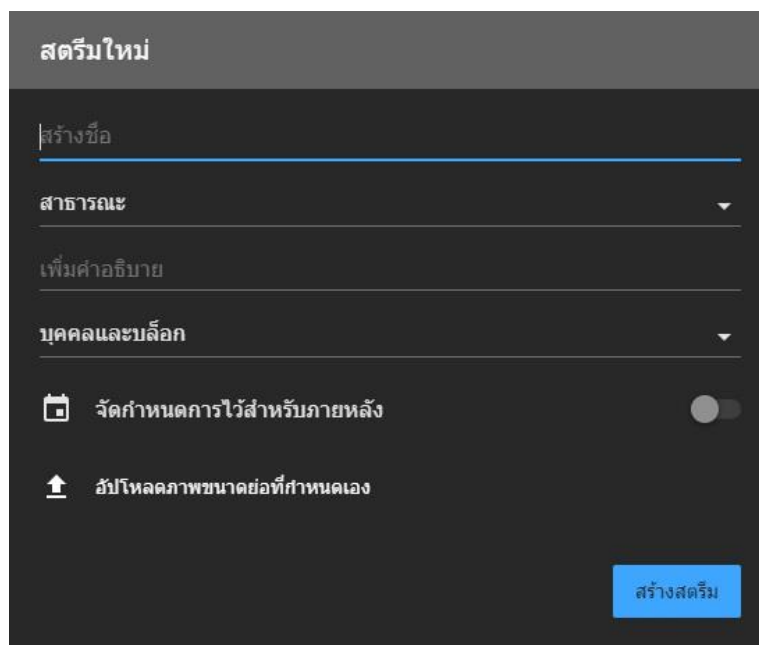 สตรีมใหม่
สร้างชื่อ
สาธารณะ
เพิ่มคำอธิบาย
บุคคลและบล็อก
จัดกำหนดการไว้สำหรับภายหลัง
อัปโหลดภาพขนาดย่อที่กำหนดเอง
สร้างสตรีม